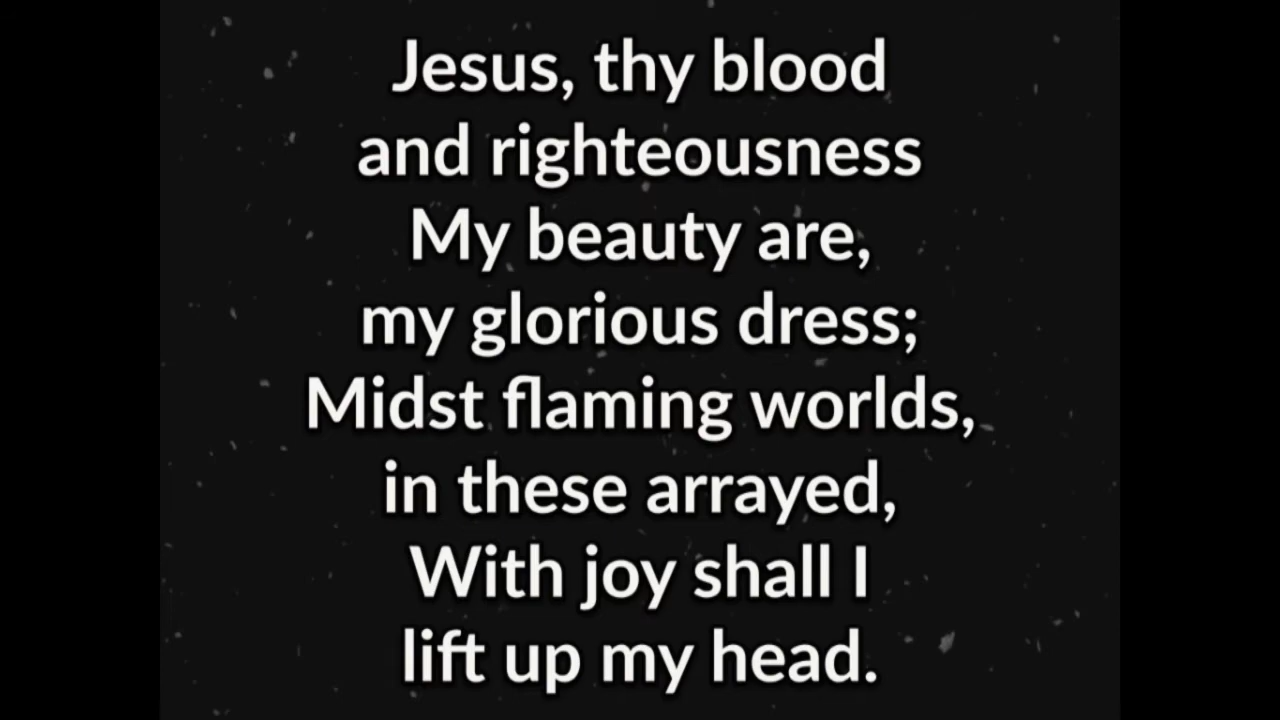 Jesus, thy blood
and righteousness
My beauty are,
my glorious dress;
Midst flaming worlds,
in these arrayed,
With joy shall I
lift up my head.